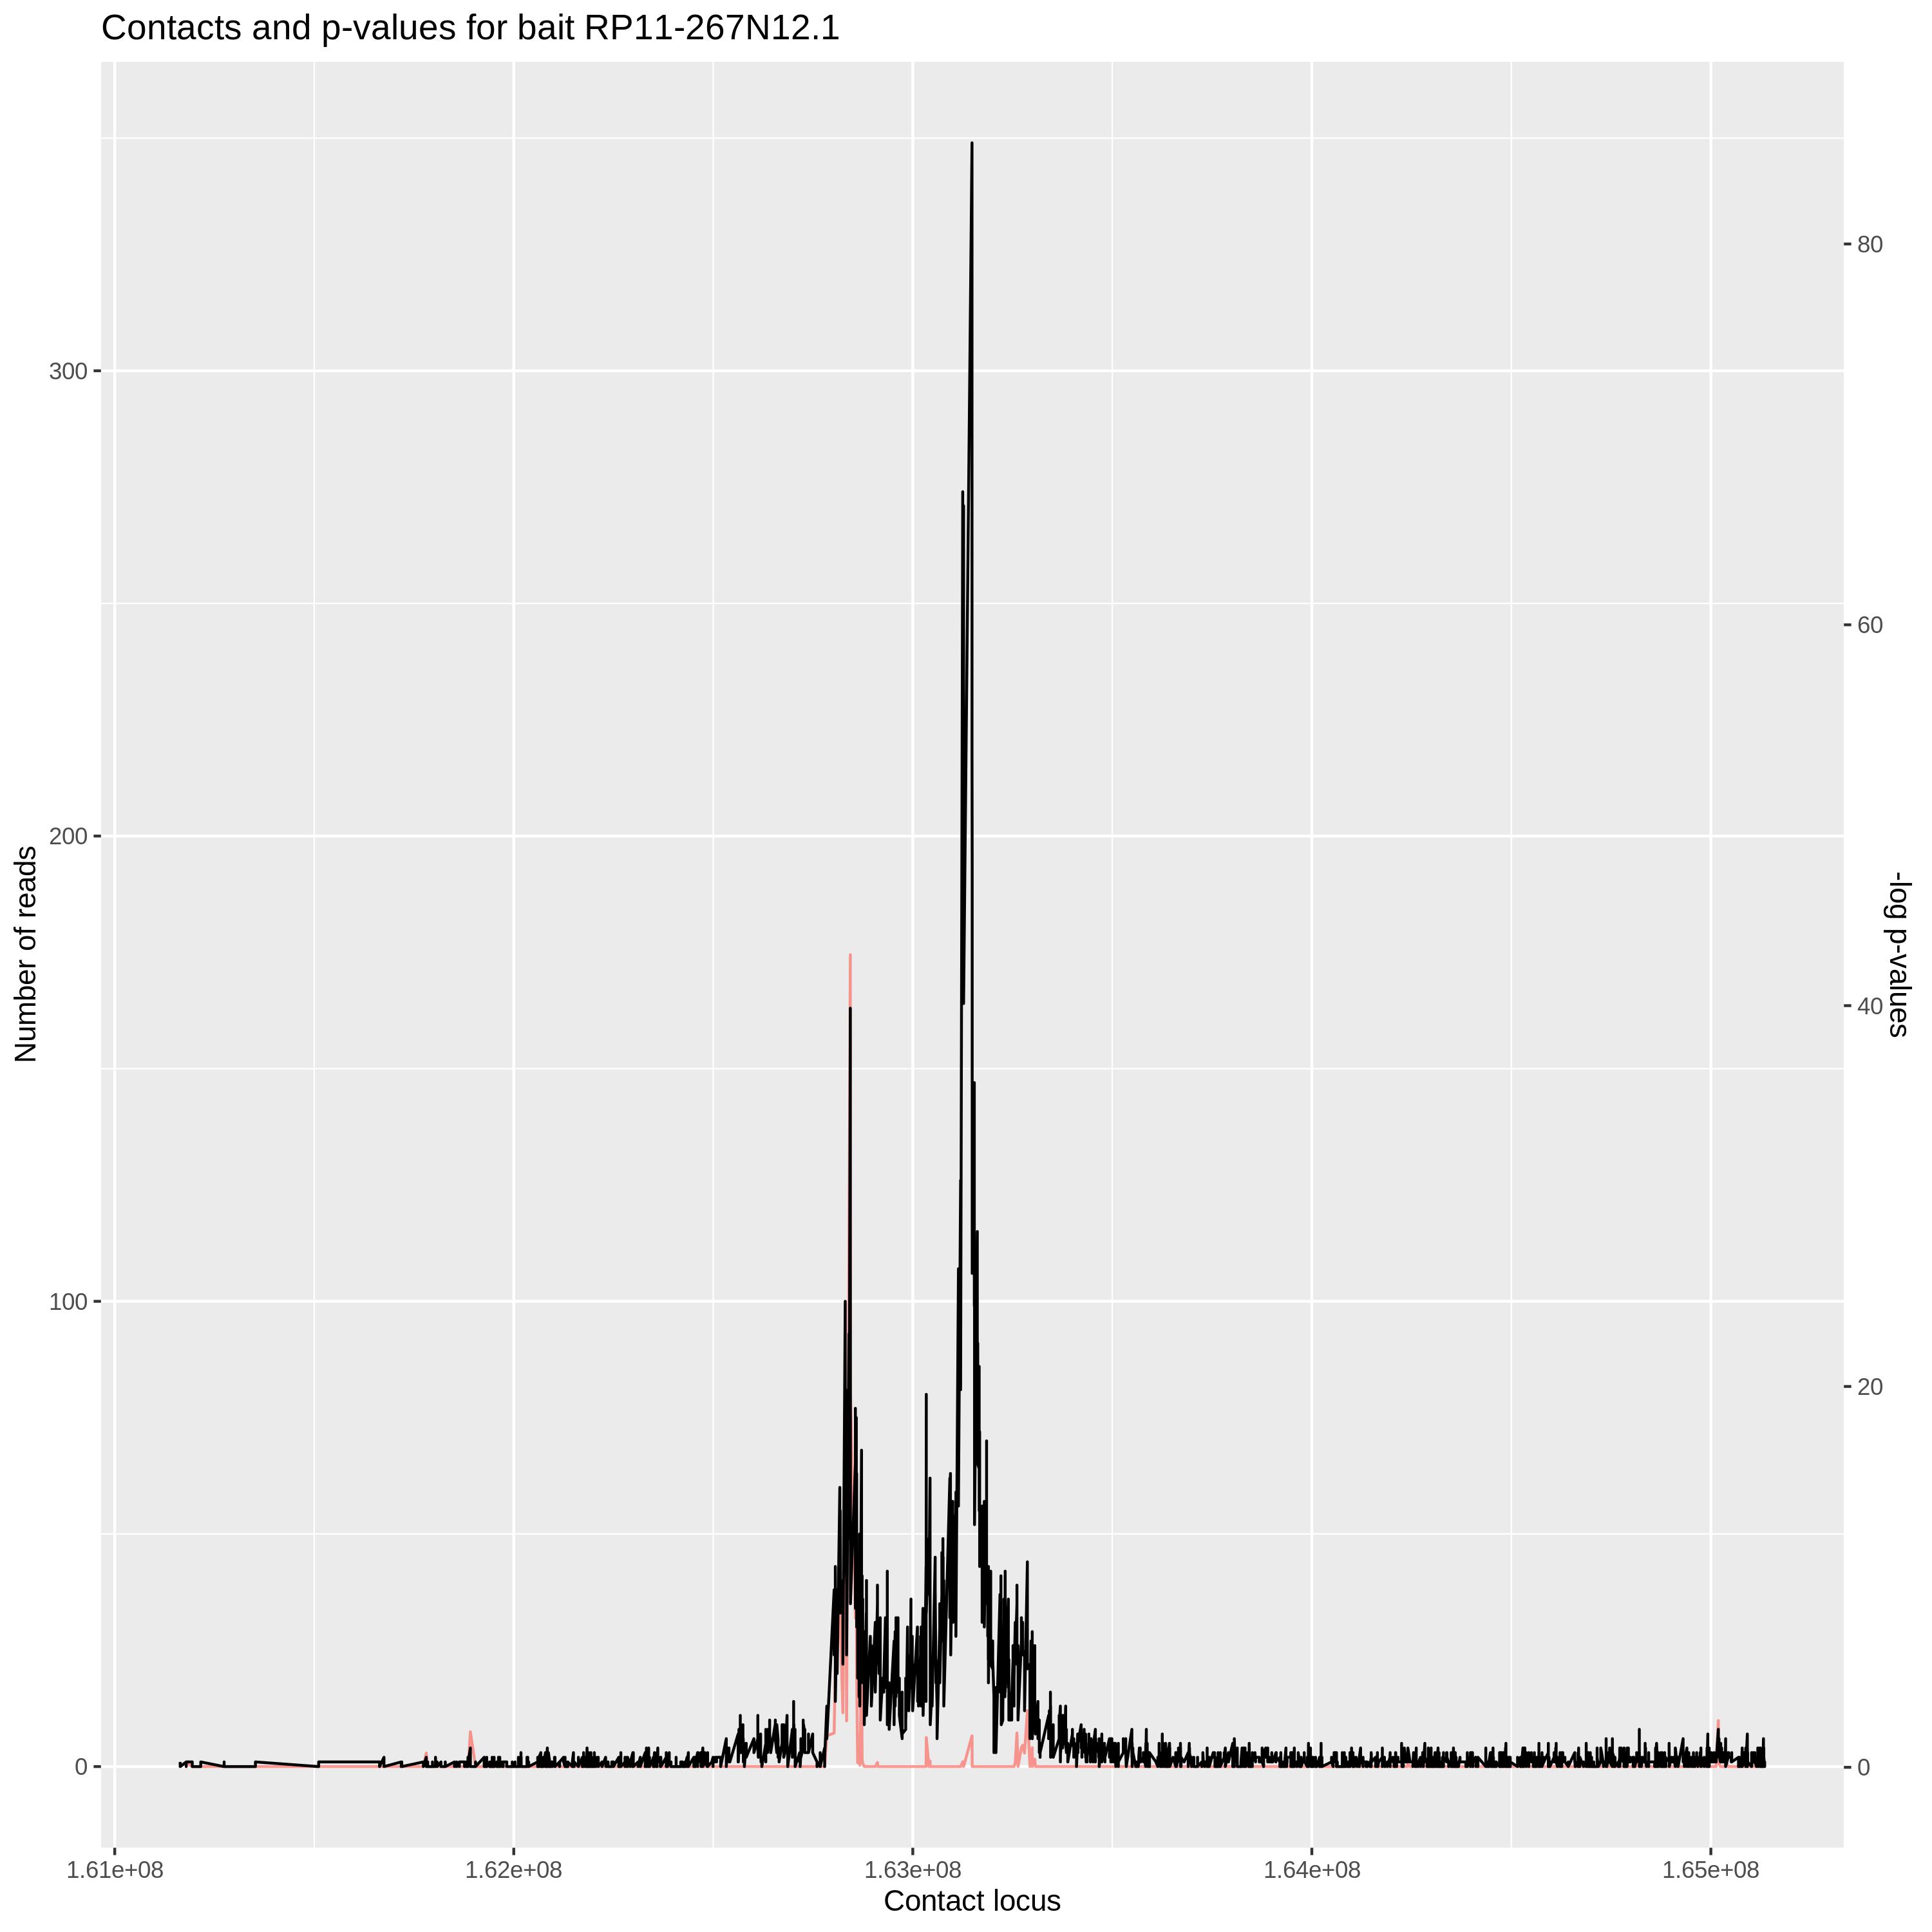 Contacts and p-values for bait RP11-267N12.1
300
200
100
0
80
60
40
20
0
Number of reads
-log p-values
1.61e+08
1.62e+08
1.63e+08
1.64e+08
1.65e+08
Contact locus